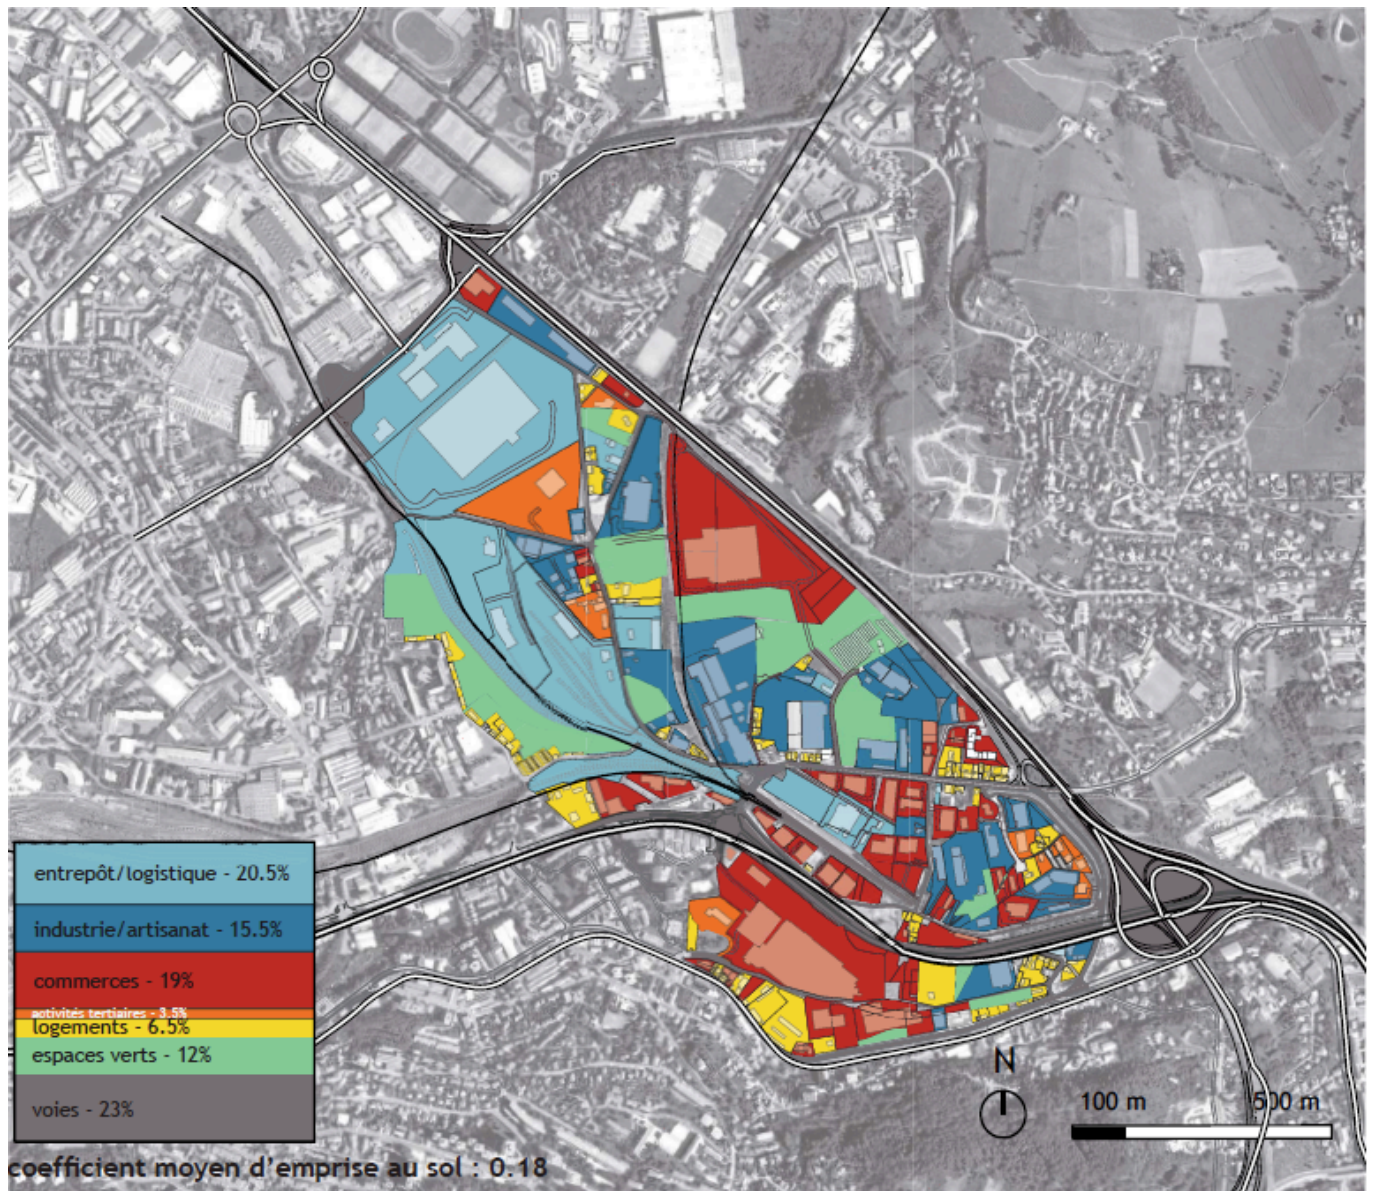 entrepôt/logistique - 20.5%
industrie/artisanat - 15.5%
commerces - 19%
activités tertiaires - 3.5%
logements - 6.5%
espaces verts - 12%
voies - 23%
N
100 m 500 m
coefficient moyen d'emprise au sol : 0.18